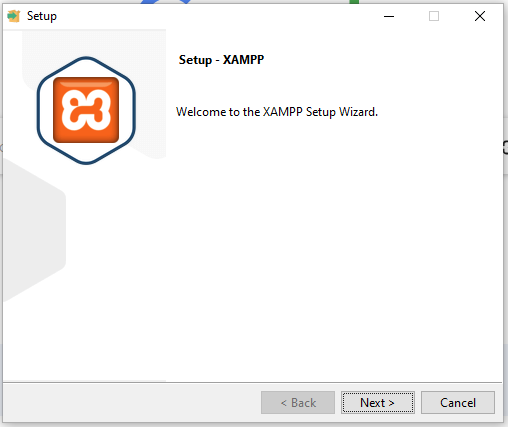 Setup
Setup - XAMPP
Welcome to the XAMPP Setup Wizard.
< Back
Next >
Cancel